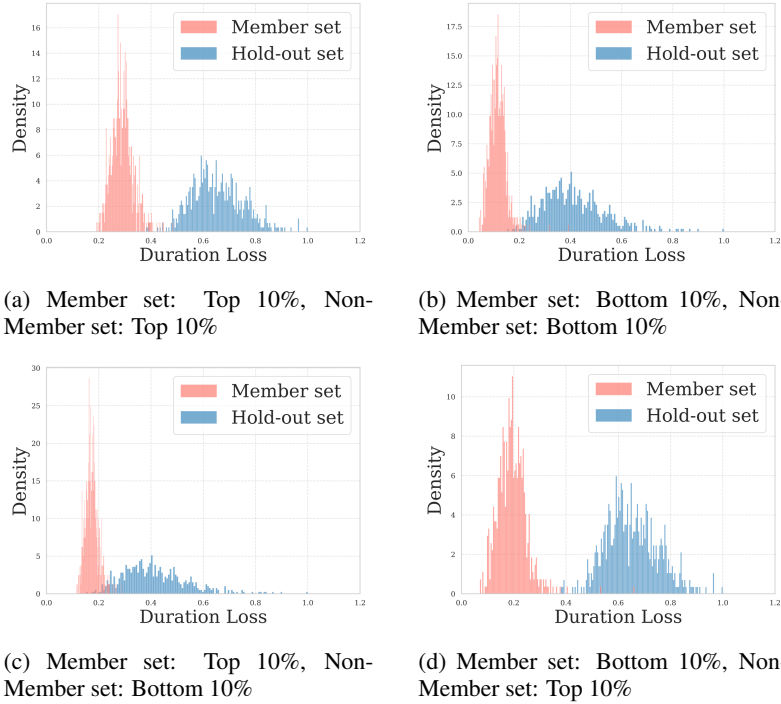 16
14
12
10
8
6
4
2
0
Density
Member set
Hold-out set
0.0 0.2 0.4 0.6 0.8 1.0 1.2
Duration Loss
17.5
15.0
12.5
10.0
7.5
5.0
2.5
0.0
Density
Member set
Hold-out set
0.0 0.2 0.4 0.6 0.8 1.0 1.2
Duration Loss
(a) Member set: Top 10%, Non-
Member set: Top 10%
(b) Member set: Bottom 10%, Non
Member set: Bottom 10%
30
25
20
15
10
5
0
Density
Member set
Hold-out set
0.0 0.2 0.4 0.6 0.8 1.0 1.2
Duration Loss
10
8
6
4
2
0
Density
Member set
Hold-out set
0.0 0.2 0.4 0.6 0.8 1.0 1.2
Duration Loss
(c) Member set: Top 10%, Non-
Member set: Bottom 10%
(d) Member set: Bottom 10%, Non
Member set: Top 10%